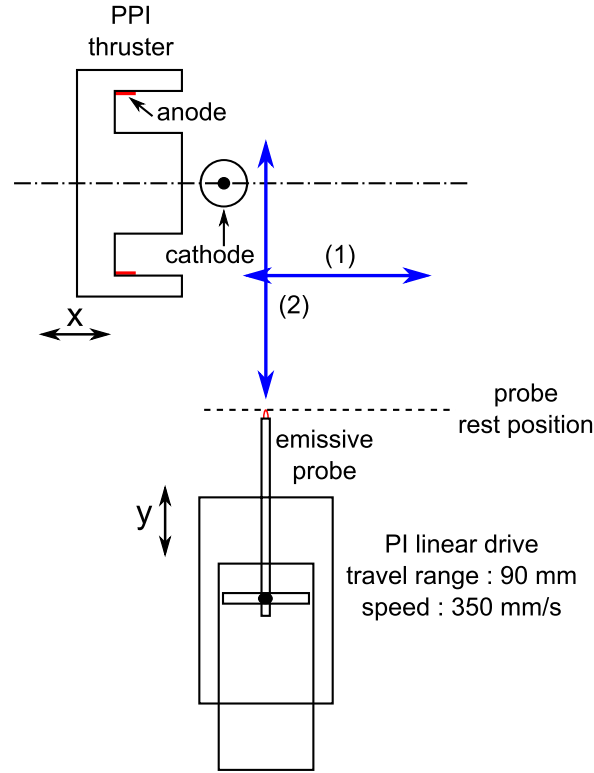 PPI
thruster
anode
cathode
(1)
(2)
x
probe
rest position
emissive
probe
y
PI linear drive
travel range : 90 mm
speed : 350 mm/s